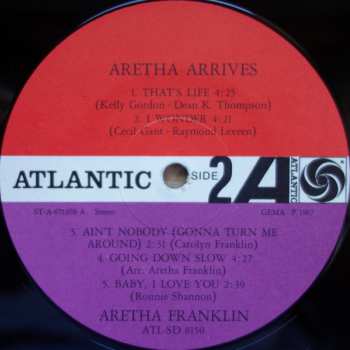 ARETHA ARRIVES
1. THAT'S LIFE 4:25
(Kelly Gordon - Dean K. Thompson)
2. I WONDER 4:21
(Cecil Gant - Raymond Leveen)
ATLANTIC
SIDE 2
A
ATLANTIC
Stereo
GEMA P 1967
3. AIN'T NOBODY (GONNA TURN ME
AROUND) 2:31 (Carolyn Franklin)
4. GOING DOWN SLOW 4:27
(Arr. Aretha Franklin)
5. BABY, I LOVE YOU 2:39
(Ronnie Shannon)
ARETHA FRANKLIN
ATL-SD 8150